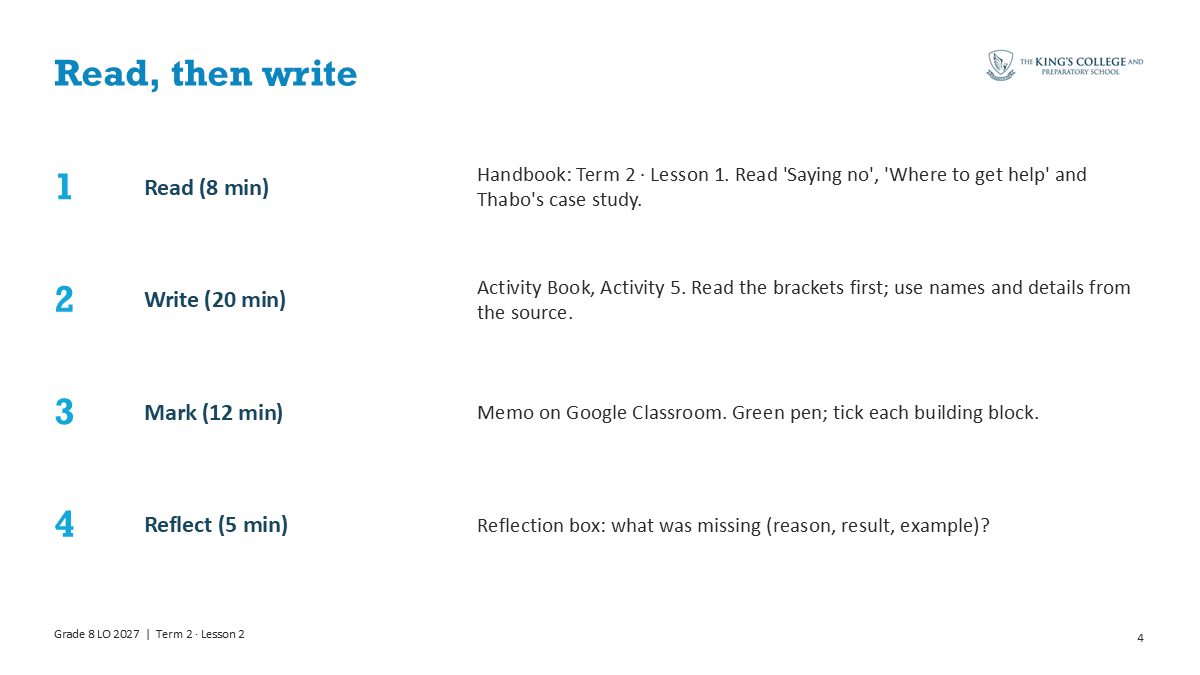 Read, then write
THE KING'S COLLEGE AND
PREPARATORY SCHOOL
1
Read (8 min)
Handbook: Term 2 · Lesson 1. Read 'Saying no', 'Where to get help' and
Thabo's case study.
2
Write (20 min)
Activity Book, Activity 5. Read the brackets first; use names and details from
the source.
3
Mark (12 min)
Memo on Google Classroom. Green pen; tick each building block.
4
Reflect (5 min)
Reflection box: what was missing (reason, result, example)?
Grade 8 LO 2027 | Term 2 · Lesson 2
4